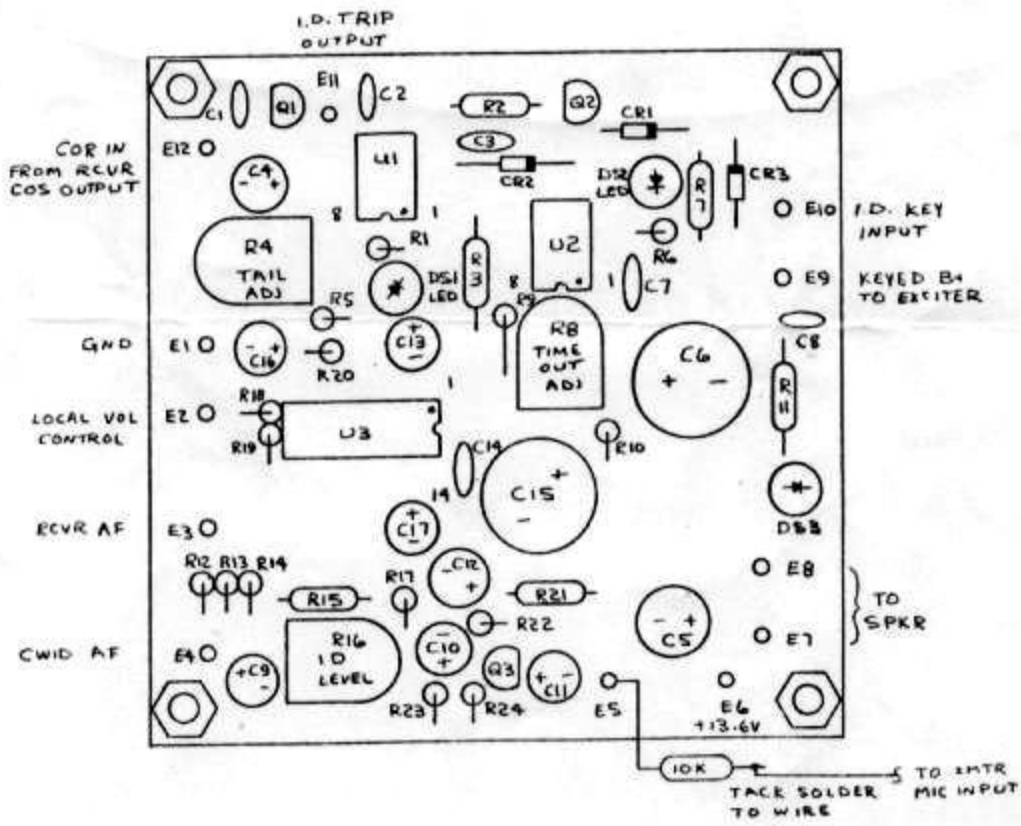 I.D. TRIP
OUTPUT
E11
C1
Q1
C2
R2
Q2
CR1
COR IN
FROM RCVR
COS OUTPUT
E12
C4
- +
U1
8
1
C3
CR2
DS2
LED
R7
CR3
E10
I.D. KEY
INPUT
R4
TAIL
ADJ
R1
DS1
LED
R3
U2
8
1
R6
C7
E9
KEYED B+
TO EXCITER
R5
R9
R8
TIME
OUT
ADJ
C8
GND
E1
- +
C16
R20
+
C13
-
C6
+ -
R11
LOCAL VOL
CONTROL
E2
R18
R19
U3
1
14
C14
R10
+
C15
-
DS3
RCVR AF
E3
+
C17
-
R12
R13
R14
R15
R17
-
C12
+
R21
E8
TO
SPKR
E7
CWID AF
E4
+
C9
-
R16
ID
LEVEL
-
C10
+
R22
Q3
+ -
C11
- +
C5
R23
R24
E5
E6
+13.6V
10K
TACK SOLDER
TO WIRE
TO 2MTR
MIC INPUT